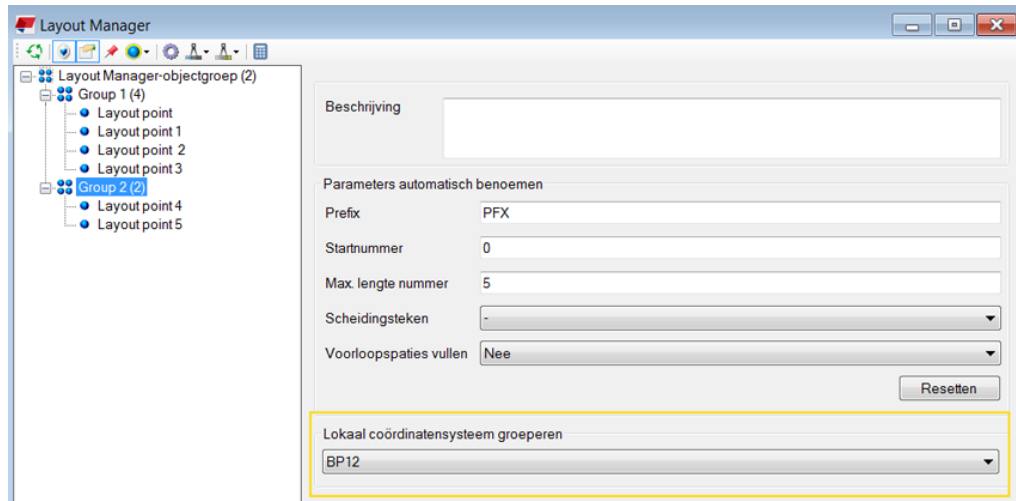 Layout Manager
Layout Manager-objectgroep (2)
Group 1 (4)
Layout point
Layout point 1
Layout point 2
Layout point 3
Group 2 (2)
Layout point 4
Layout point 5
Beschrijving
Parameters automatisch benoemen
Prefix PFX
Startnummer 0
Max. lengte nummer 5
Scheidingsteken -
Voorloopspaties vullen Nee
Resetten
Lokaal coördinatensysteem groeperen
BP12